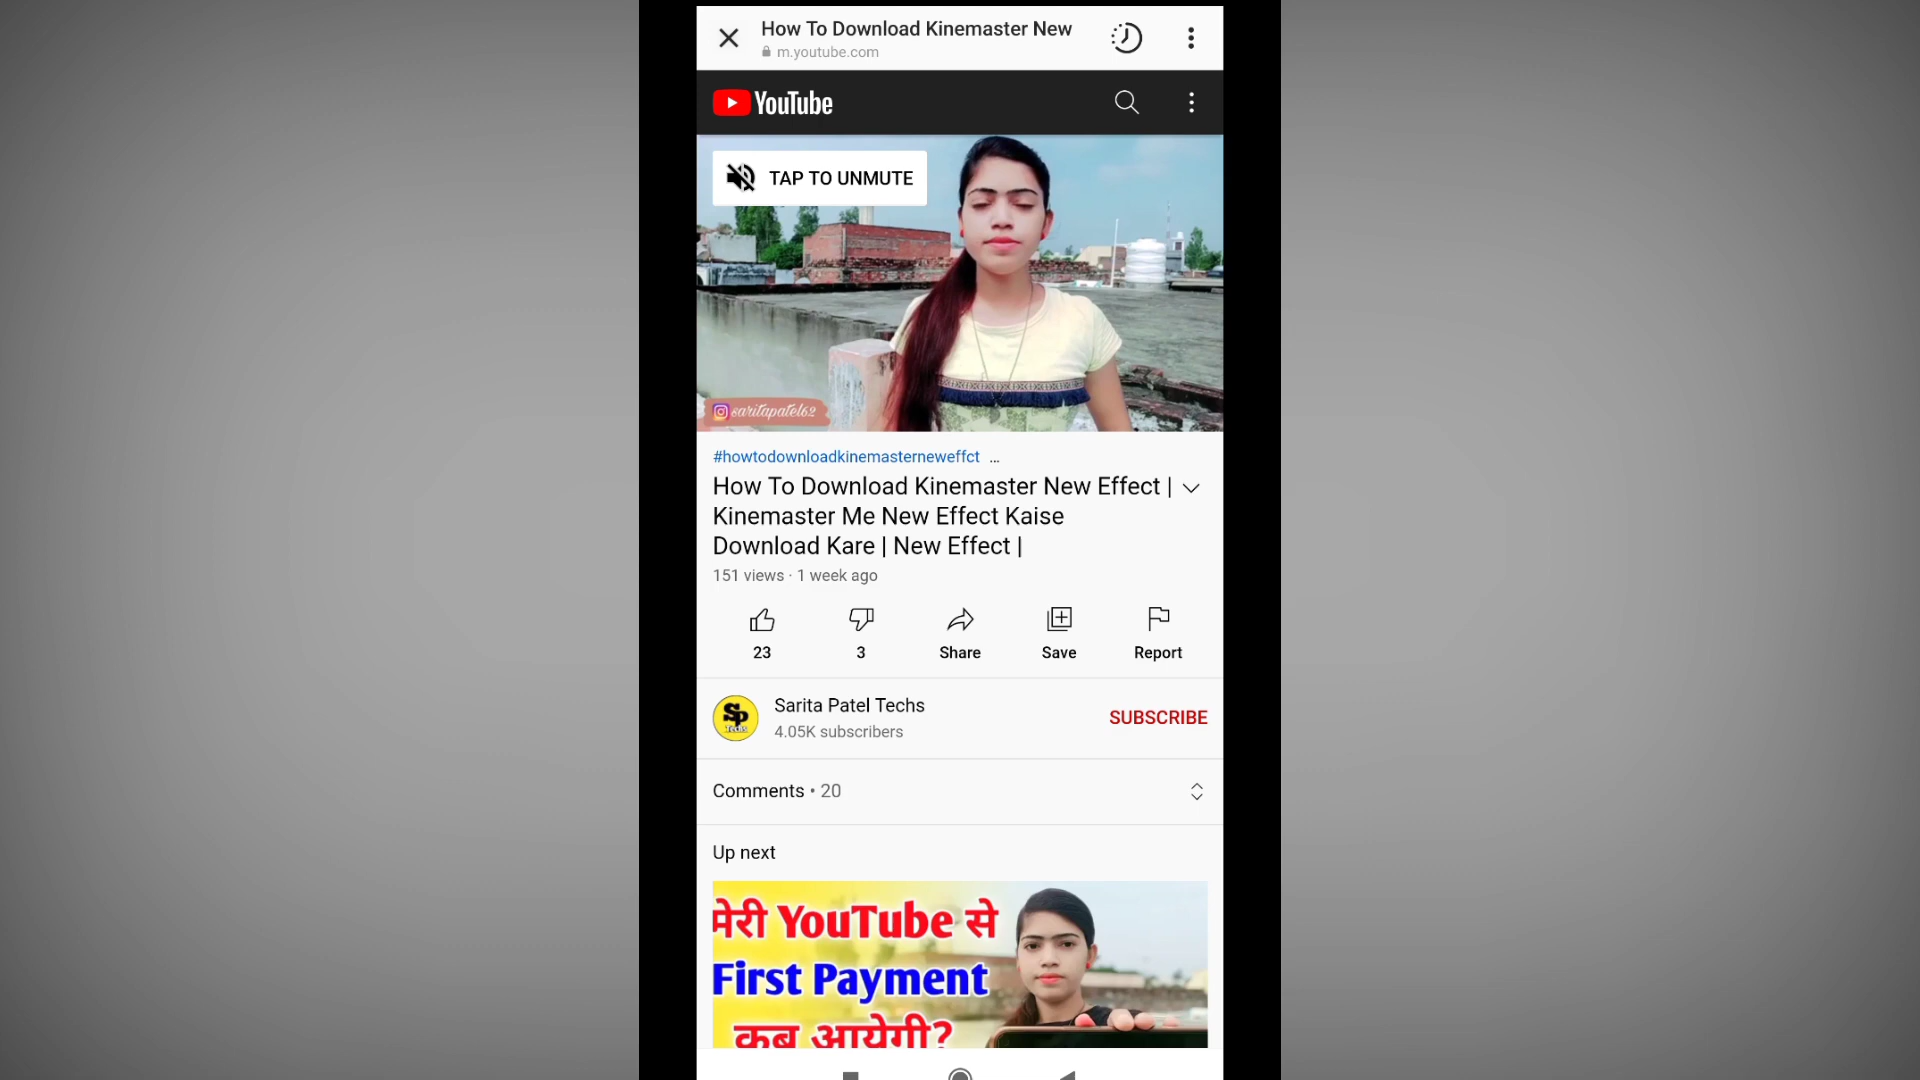 How To Download Kinemaster New
m.youtube.com
YouTube
TAP TO UNMUTE
saritapatel62
#howtodownloadkinemasterneweffct ...
How To Download Kinemaster New Effect |
Kinemaster Me New Effect Kaise
Download Kare | New Effect |
151 views · 1 week ago
23
3
Share
Save
Report
Sp
Techs
Sarita Patel Techs
4.05K subscribers
SUBSCRIBE
Comments • 20
Up next
मेरी YouTube से
First Payment
कब आयेगी?